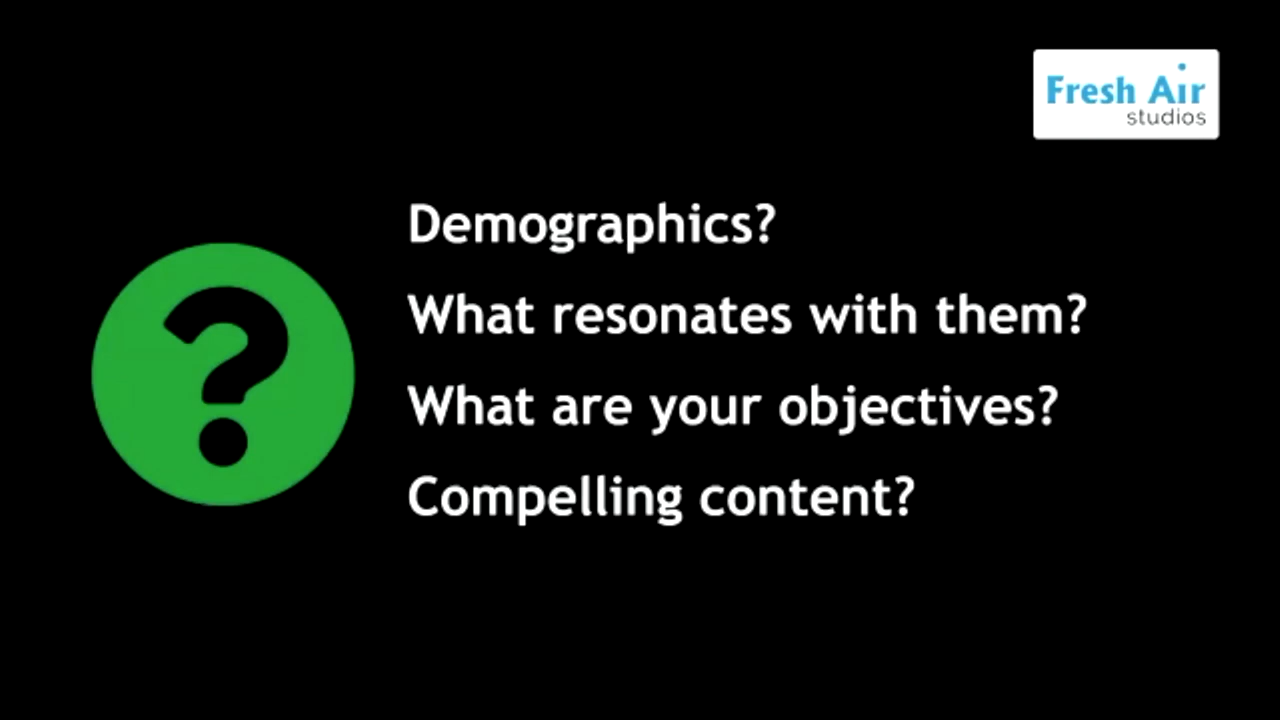 Fresh Air
studios
Demographics?
What resonates with them?
What are your objectives?
Compelling content?